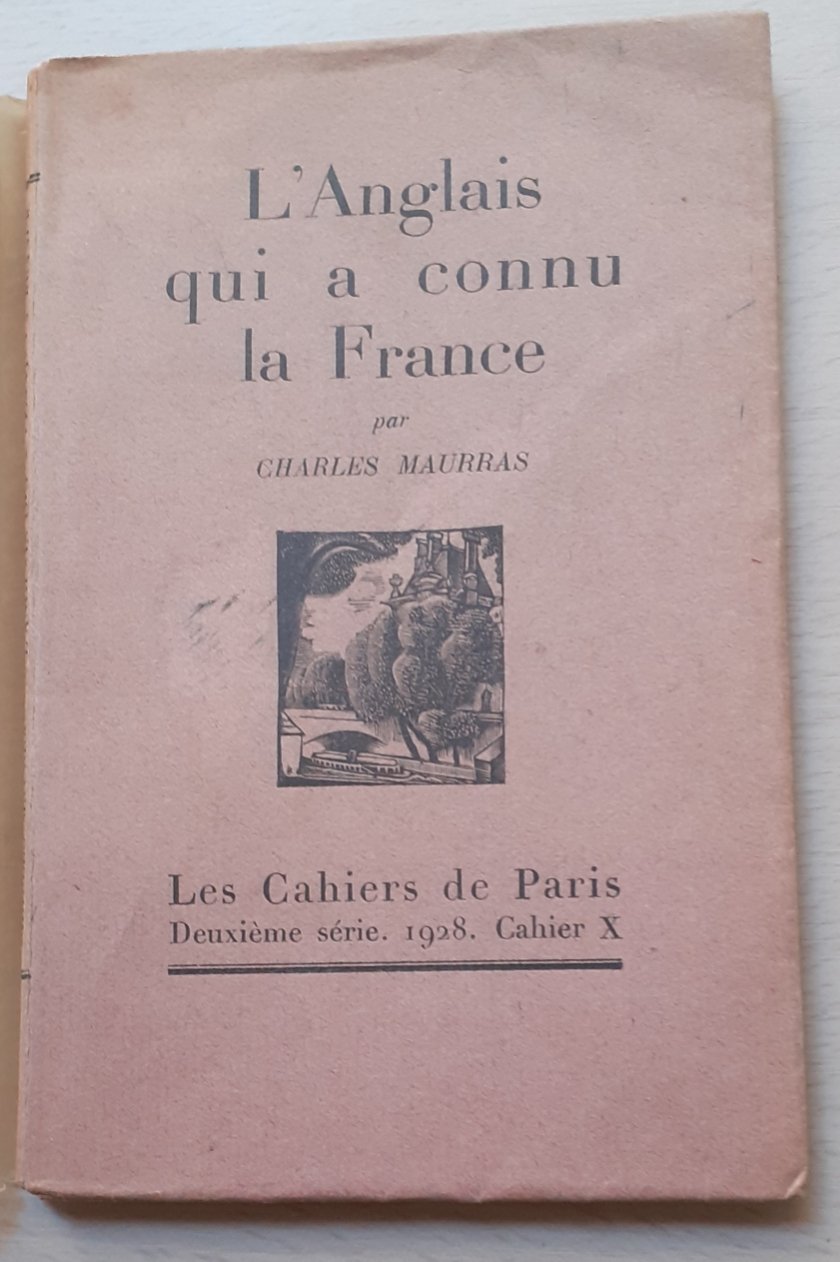 L'Anglais
qui a connu
la France
par
CHARLES MAURRAS
Les Cahiers de Paris
Deuxième série. 1928. Cahier X